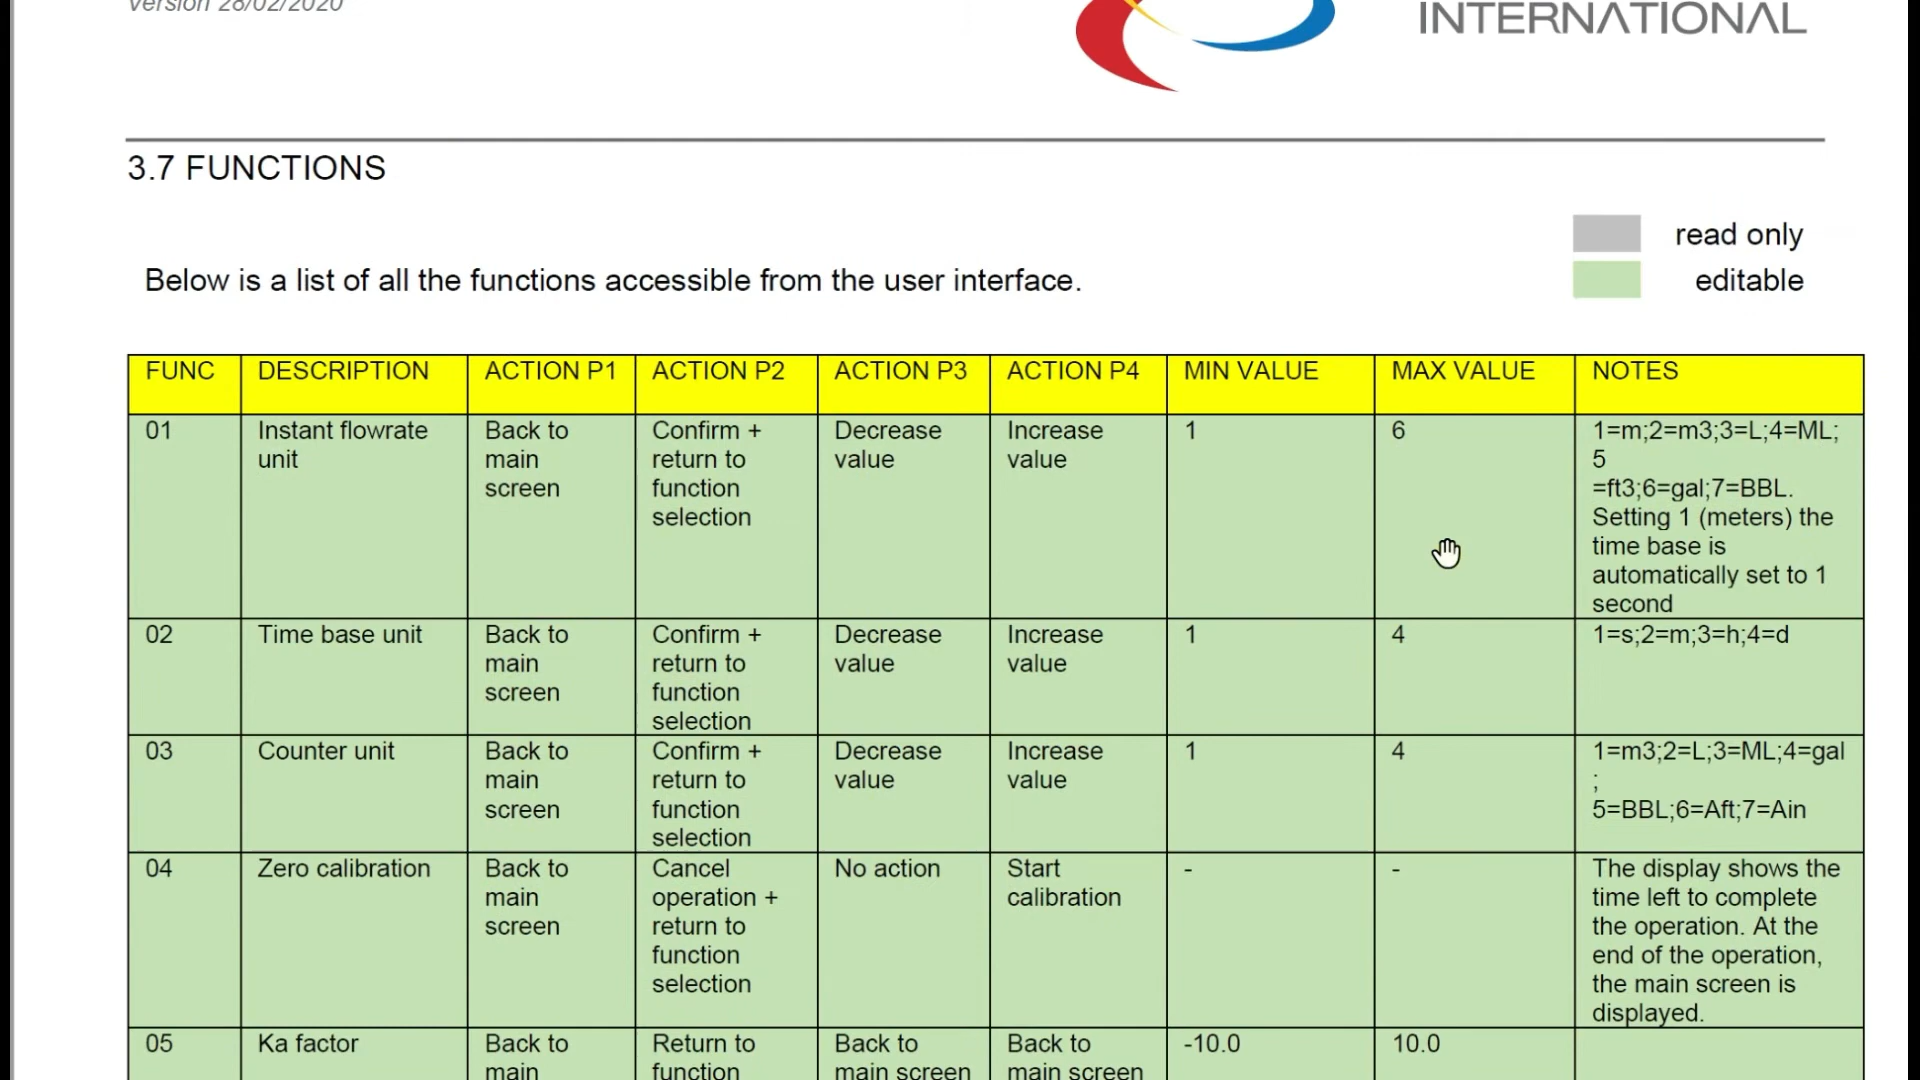 Version 28/02/2020
INTERNATIONAL
3.7 FUNCTIONS
read only
Below is a list of all the functions accessible from the user interface.
editable
FUNC DESCRIPTION ACTION P1 ACTION P2 ACTION P3 ACTION P4 MIN VALUE MAX VALUE NOTES
01 Instant flowrate Back to Confirm + Decrease Increase 1 6 1=m;2=m3;3=L;4=ML;
unit main return to value value 5
screen function =ft3;6=gal;7=BBL.
selection Setting 1 (meters) the
time base is
automatically set to 1
second
02 Time base unit Back to Confirm + Decrease Increase 1 4 1=s;2=m;3=h;4=d
main return to value value
screen function
selection
03 Counter unit Back to Confirm + Decrease Increase 1 4 1=m3;2=L;3=ML;4=gal
main return to value value ;
screen function 5=BBL;6=Aft;7=Ain
selection
04 Zero calibration Back to Cancel No action Start - - The display shows the
main operation + calibration time left to complete
screen return to the operation. At the
function end of the operation,
selection the main screen is
displayed.
05 Ka factor Back to Return to Back to Back to -10.0 10.0
main function main screen main screen